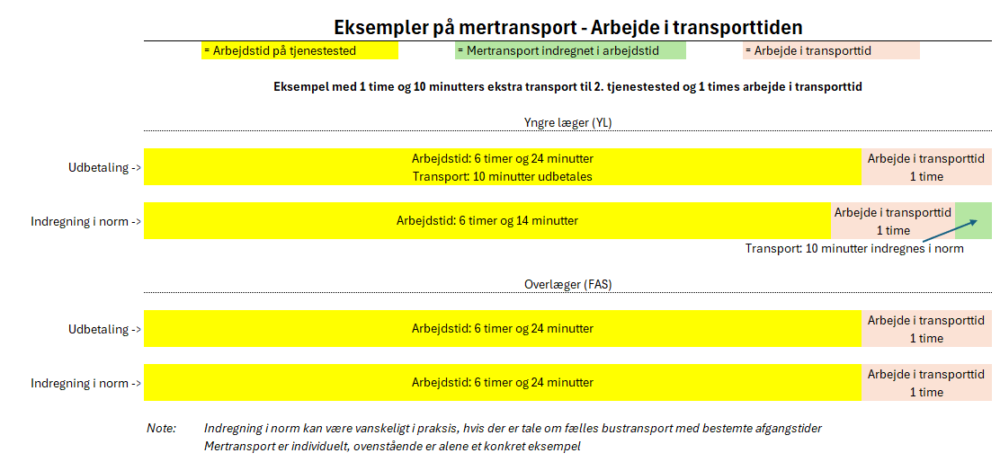 Eksempler på mertransport - Arbejde i transporttiden
= Arbejdstid på tjenestested
= Mertransport indregnet i arbejdstid
= Arbejde i transporttid
Eksempel med 1 time og 10 minutters ekstra transport til 2. tjenestested og 1 times arbejde i transporttid
Yngre læger (YL)
Udbetaling ->
Arbejdstid: 6 timer og 24 minutter
Transport: 10 minutter udbetales
Arbejde i transporttid
1 time
Indregning i norm ->
Arbejdstid: 6 timer og 14 minutter
Arbejde i transporttid
1 time
Transport: 10 minutter indregnes i norm
Overlæger (FAS)
Udbetaling ->
Arbejdstid: 6 timer og 24 minutter
Arbejde i transporttid
1 time
Indregning i norm ->
Arbejdstid: 6 timer og 24 minutter
Arbejde i transporttid
1 time
Note: Indregning i norm kan være vanskeligt i praksis, hvis der er tale om fælles bustransport med bestemte afgangstider
Mertransport er individuelt, ovenstående er alene et konkret eksempel